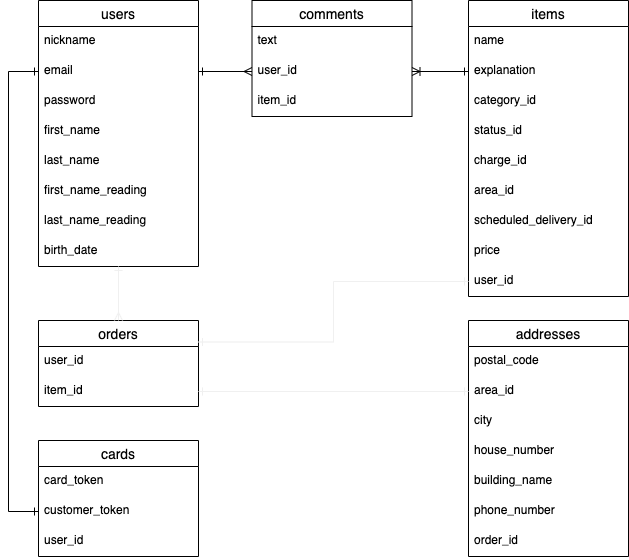 users
nickname
email
password
first_name
last_name
first_name_reading
last_name_reading
birth_date
comments
text
user_id
item_id
items
name
explanation
category_id
status_id
charge_id
area_id
scheduled_delivery_id
price
user_id
orders
user_id
item_id
addresses
postal_code
area_id
city
house_number
building_name
phone_number
order_id
cards
card_token
customer_token
user_id